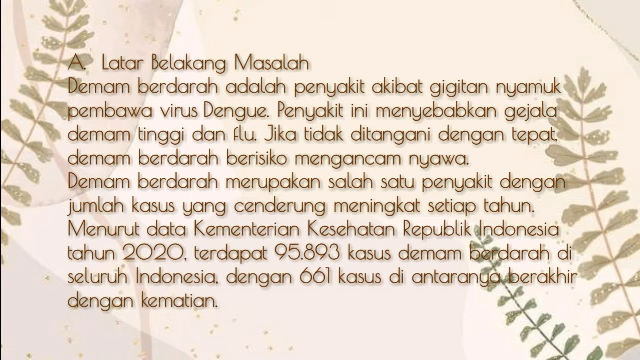 A. Latar Belakang Masalah
Demam berdarah adalah penyakit akibat gigitan nyamuk
pembawa virus Dengue. Penyakit ini menyebabkan gejala
demam tinggi dan flu. Jika tidak ditangani dengan tepat,
demam berdarah berisiko mengancam nyawa.
Demam berdarah merupakan salah satu penyakit dengan
jumlah kasus yang cenderung meningkat setiap tahun.
Menurut data Kementerian Kesehatan Republik Indonesia
tahun 2020, terdapat 95.893 kasus demam berdarah di
seluruh Indonesia, dengan 661 kasus di antaranya berakhir
dengan kematian.